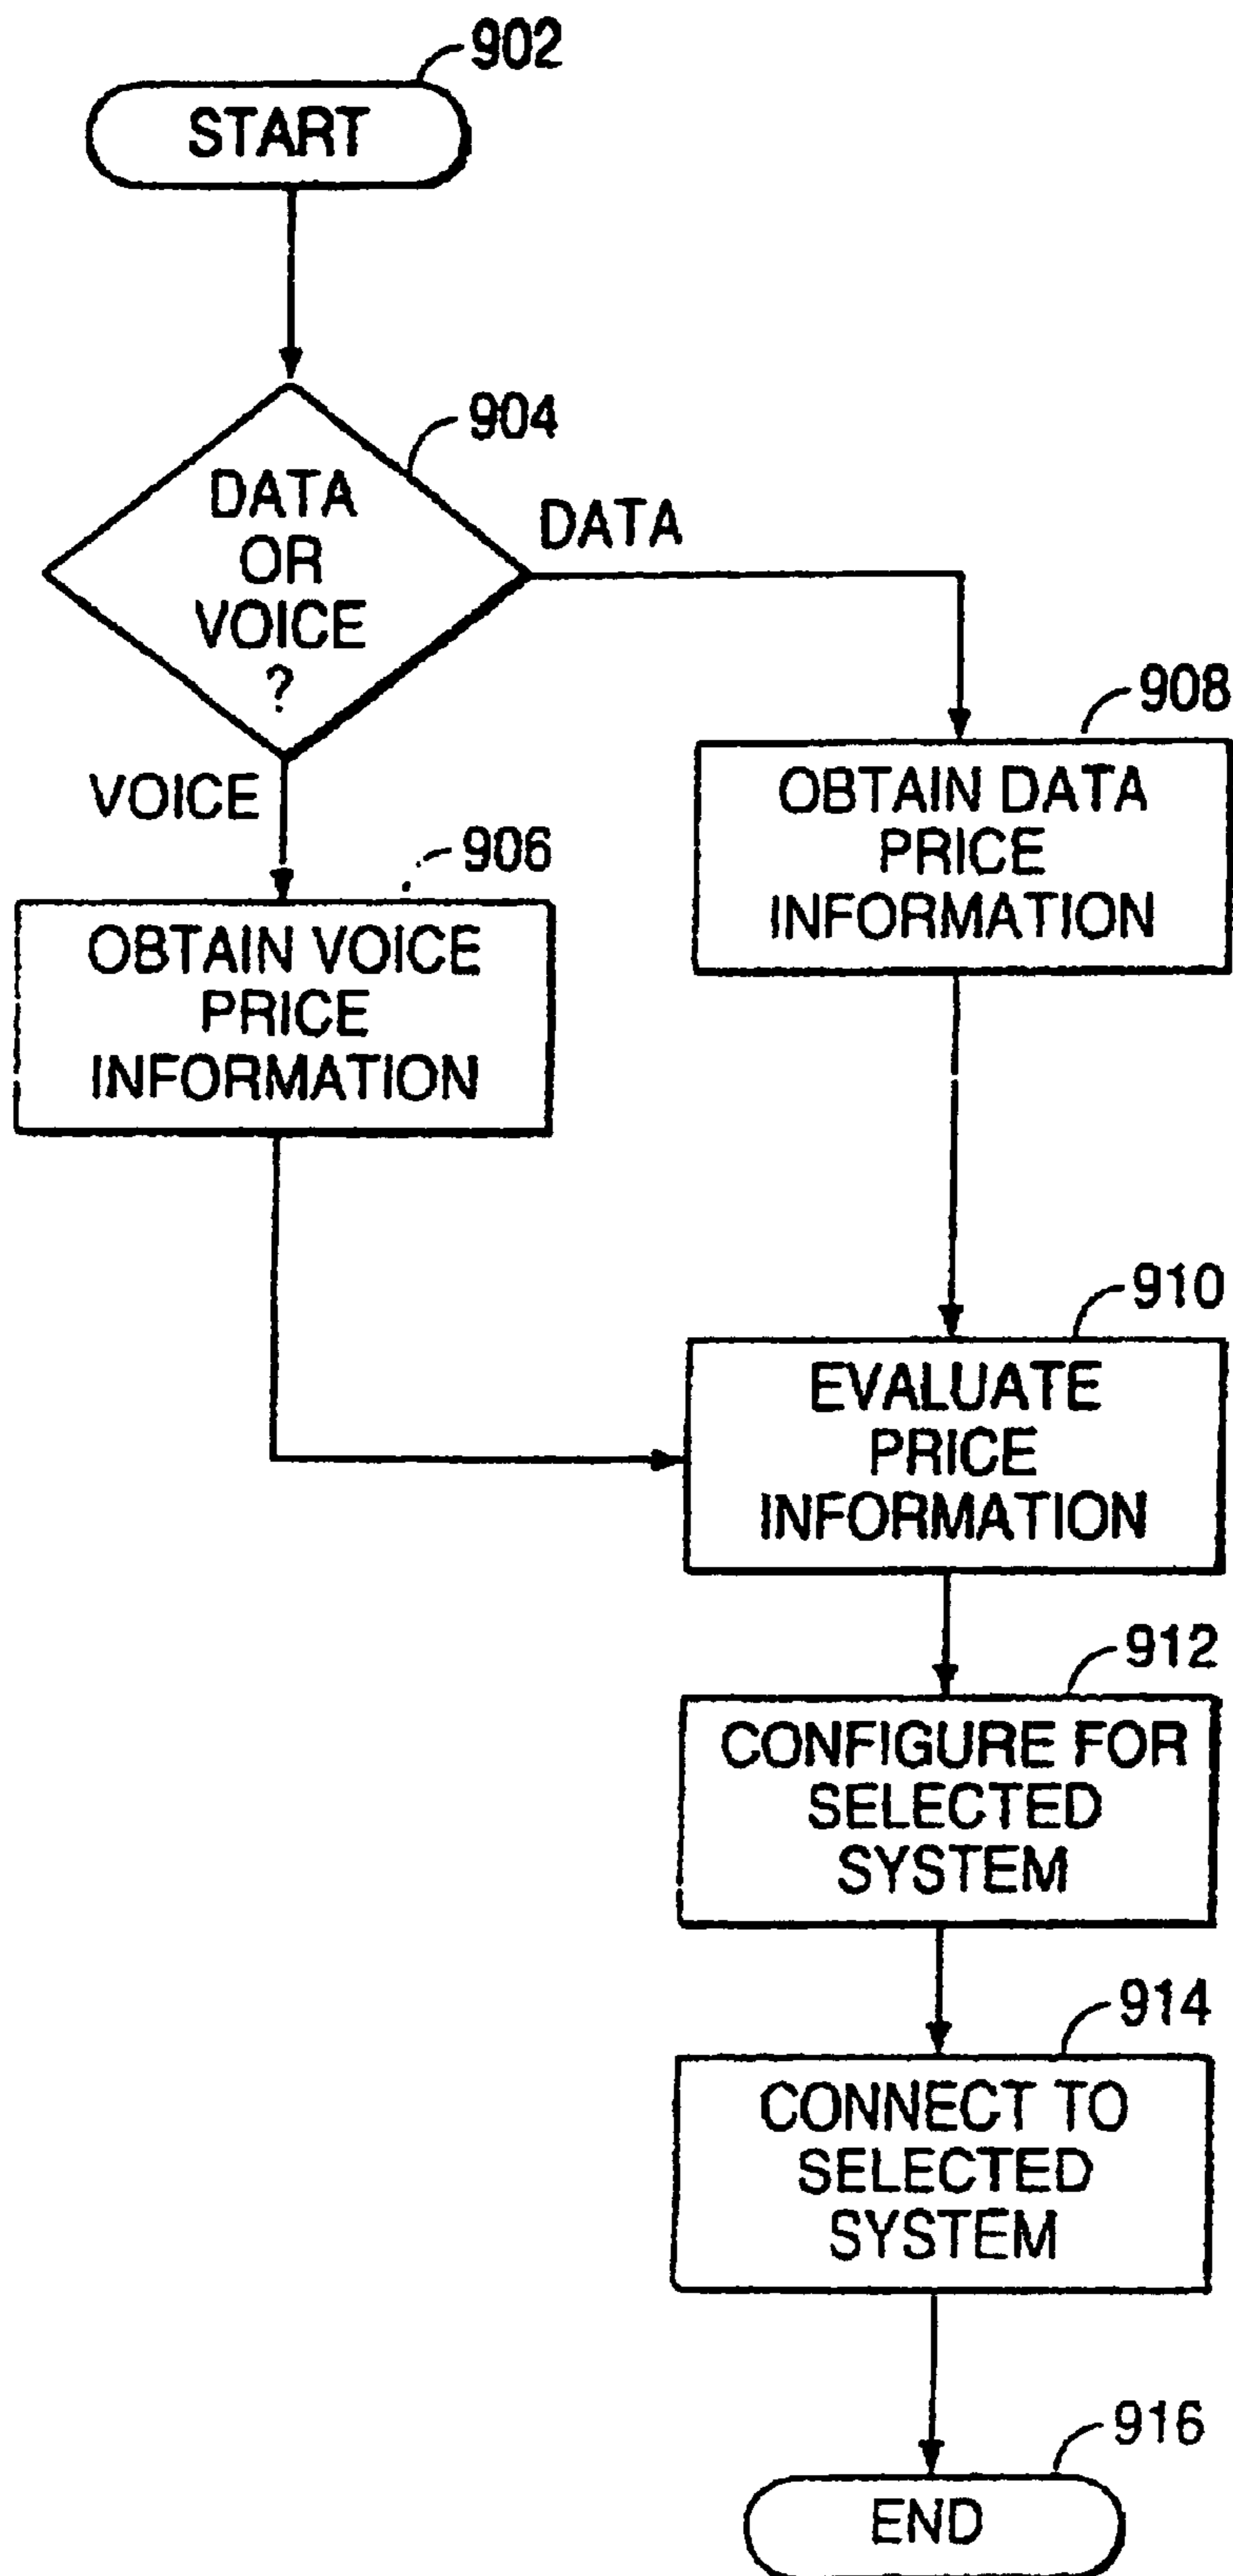 902
START
904
DATA
OR
VOICE
?
DATA
VOICE
908
OBTAIN DATA
PRICE
INFORMATION
906
OBTAIN VOICE
PRICE
INFORMATION
910
EVALUATE
PRICE
INFORMATION
912
CONFIGURE FOR
SELECTED
SYSTEM
914
CONNECT TO
SELECTED
SYSTEM
916
END